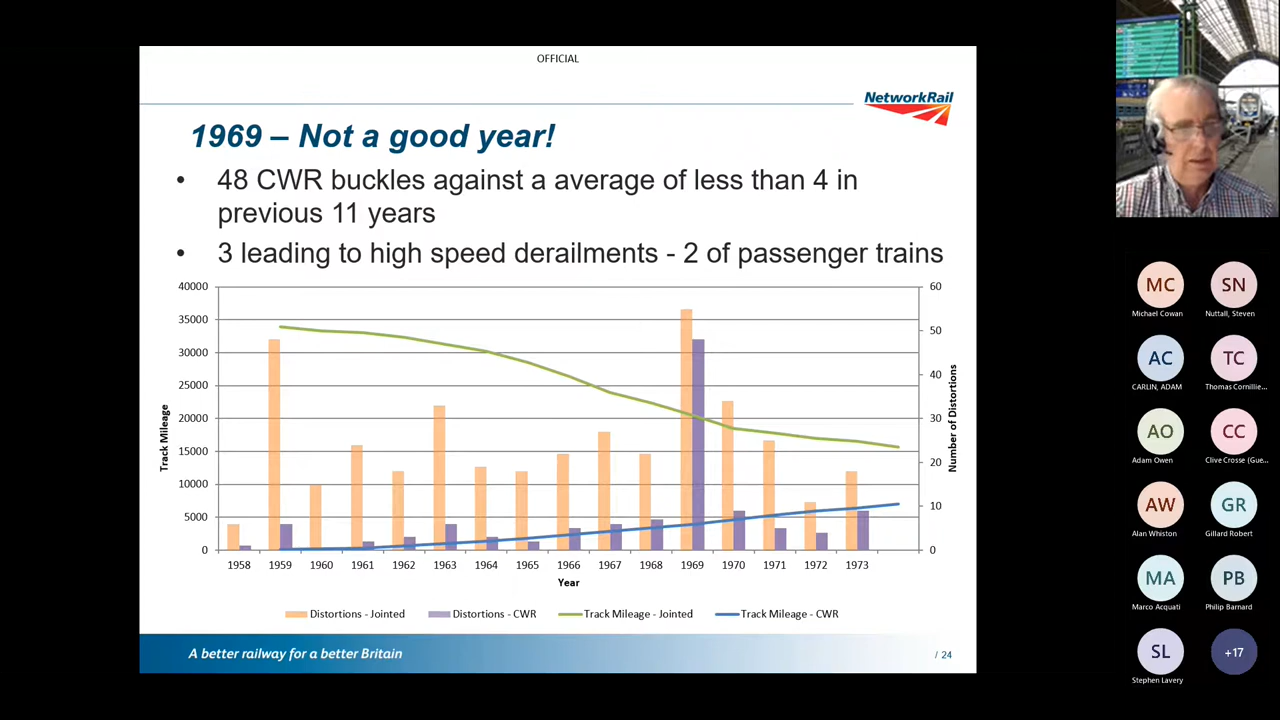 OFFICIAL
NetworkRail
1969 – Not a good year!
• 48 CWR buckles against a average of less than 4 in
previous 11 years
• 3 leading to high speed derailments - 2 of passenger trains
40000
35000
30000
25000
20000
15000
10000
5000
0
Track Mileage
60
50
40
30
20
10
0
Number of Distortions
1958 1959 1960 1961 1962 1963 1964 1965 1966 1967 1968 1969 1970 1971 1972 1973
Year
Distortions - Jointed Distortions - CWR Track Mileage - Jointed Track Mileage - CWR
A better railway for a better Britain
/ 24
MC SN
Michael Cowan Nuttall, Steven
AC TC
CARLIN, ADAM Thomas Cornillie...
AO CC
Adam Owen Clive Crosse (Gue...
AW GR
Alan Whiston Gillard Robert
MA PB
Marco Acquati Philip Barnard
SL +17
Stephen Lavery